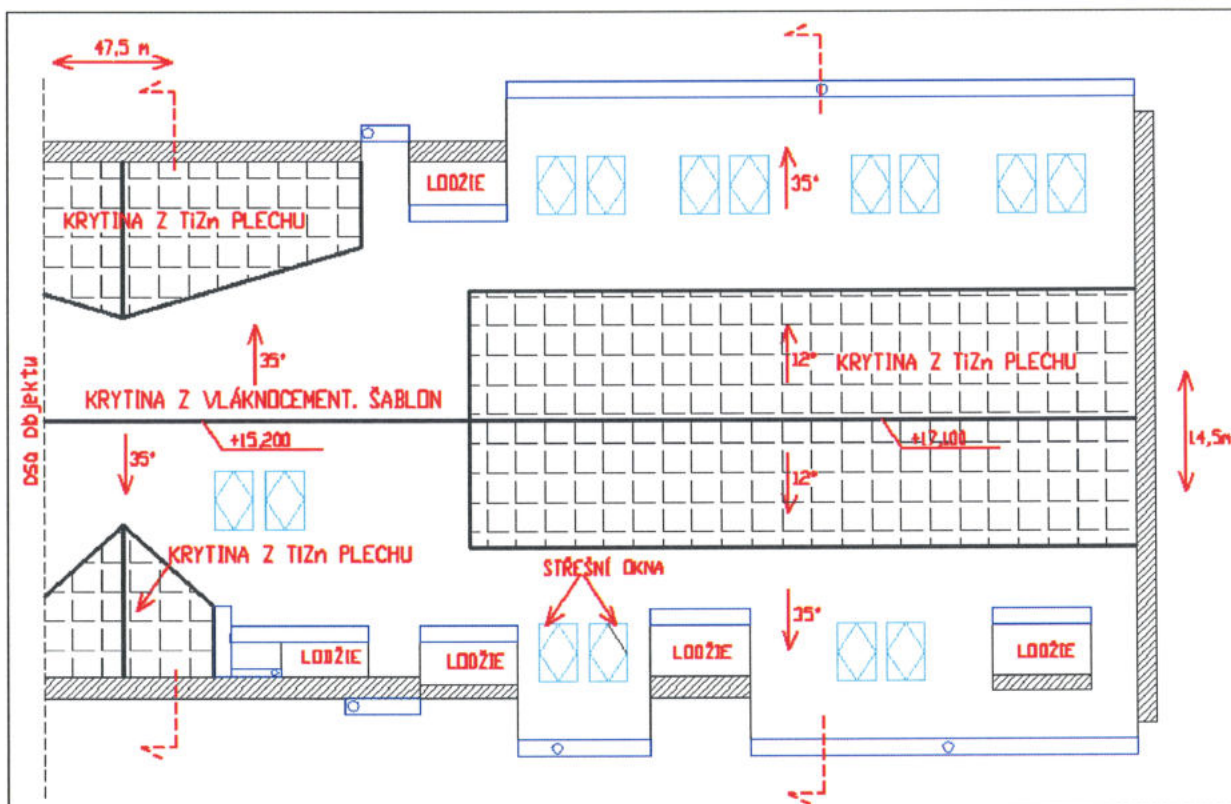 47,5 m
LODŽIE
35°
KRYTINA Z TiZn PLECHU
35°
12°
KRYTINA Z TiZn PLECHU
KRYTINA Z VLÁKNOCEMENT. ŠABLON
osa objektu
+15,200
+17,100
14,5m
35°
12°
KRYTINA Z TiZn PLECHU
STŘEŠNÍ OKNA
35°
LODŽIE
LODŽIE
LODŽIE
LODŽIE